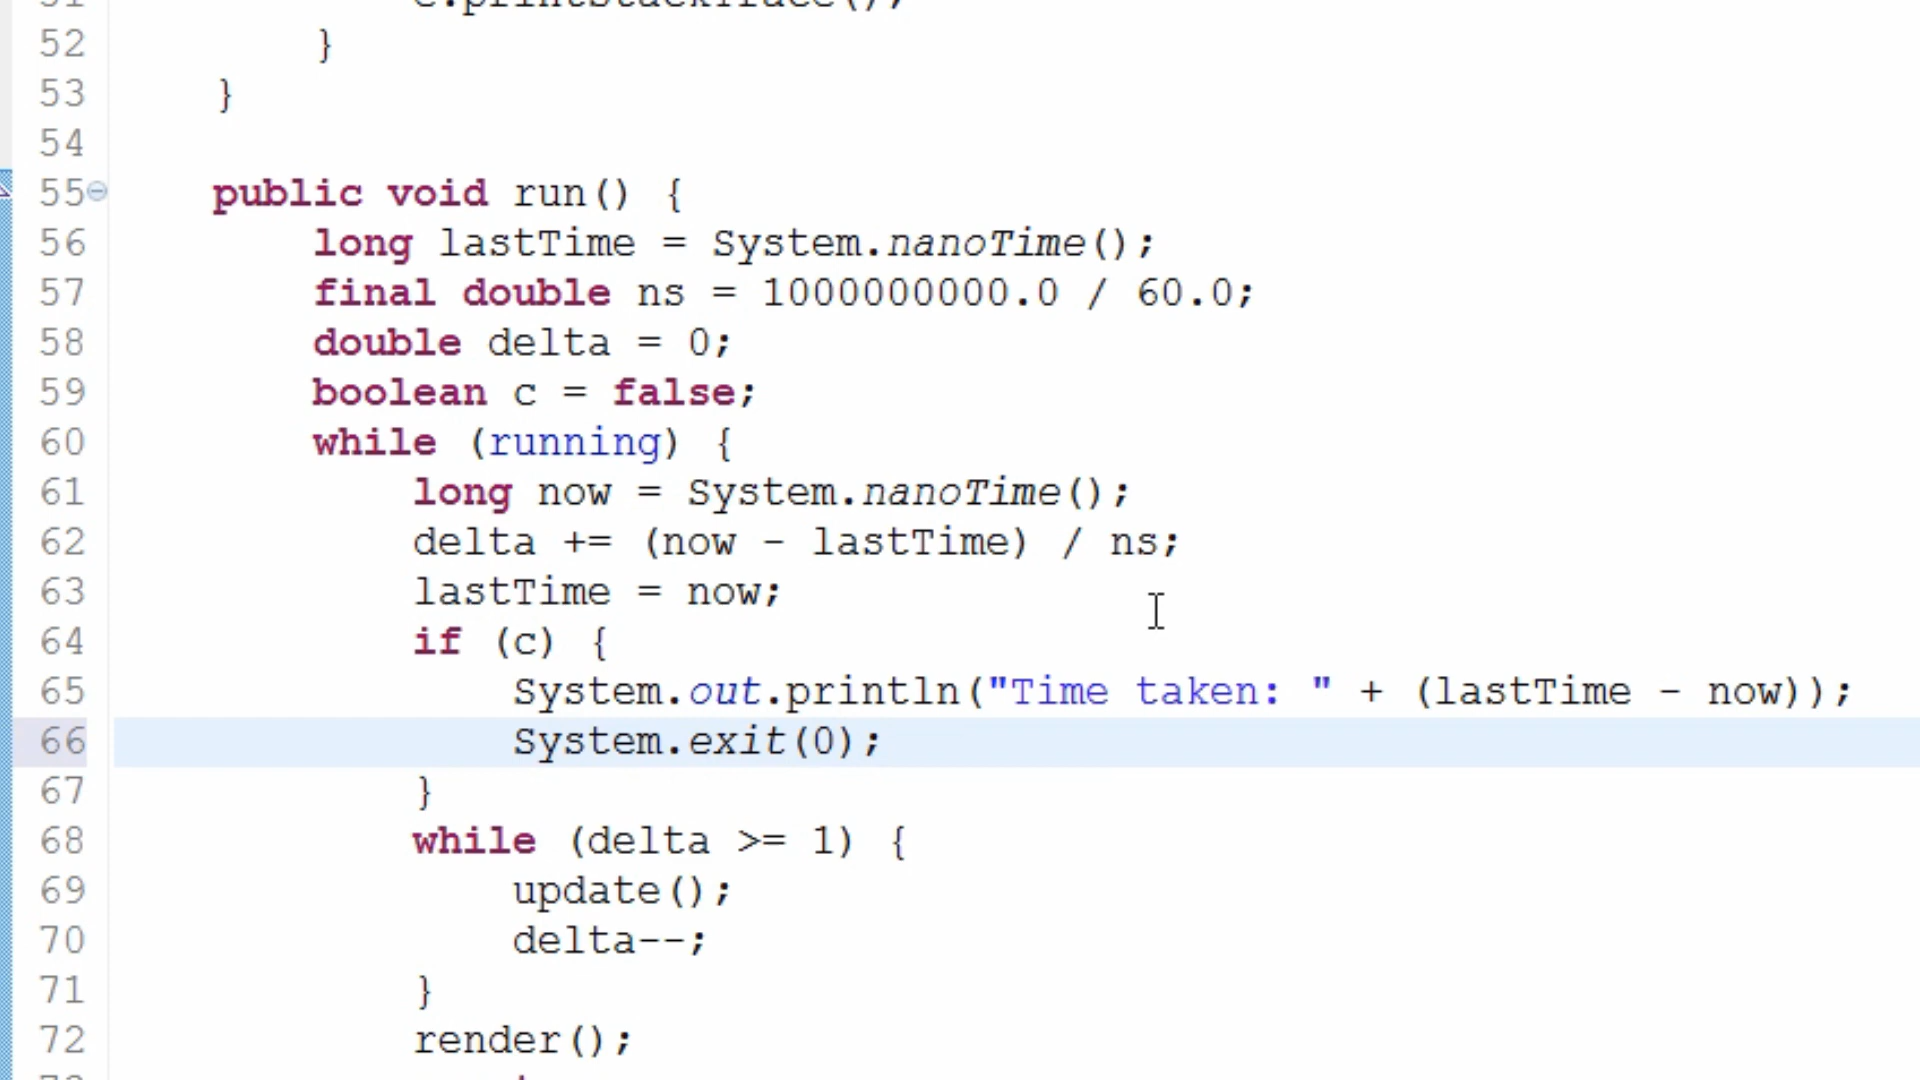 52 }
53 }
54
55 public void run() {
56 long lastTime = System.nanoTime();
57 final double ns = 1000000000.0 / 60.0;
58 double delta = 0;
59 boolean c = false;
60 while (running) {
61 long now = System.nanoTime();
62 delta += (now - lastTime) / ns;
63 lastTime = now;
64 if (c) {
65 System.out.println("Time taken: " + (lastTime - now));
66 System.exit(0);
67 }
68 while (delta >= 1) {
69 update();
70 delta--;
71 }
72 render();